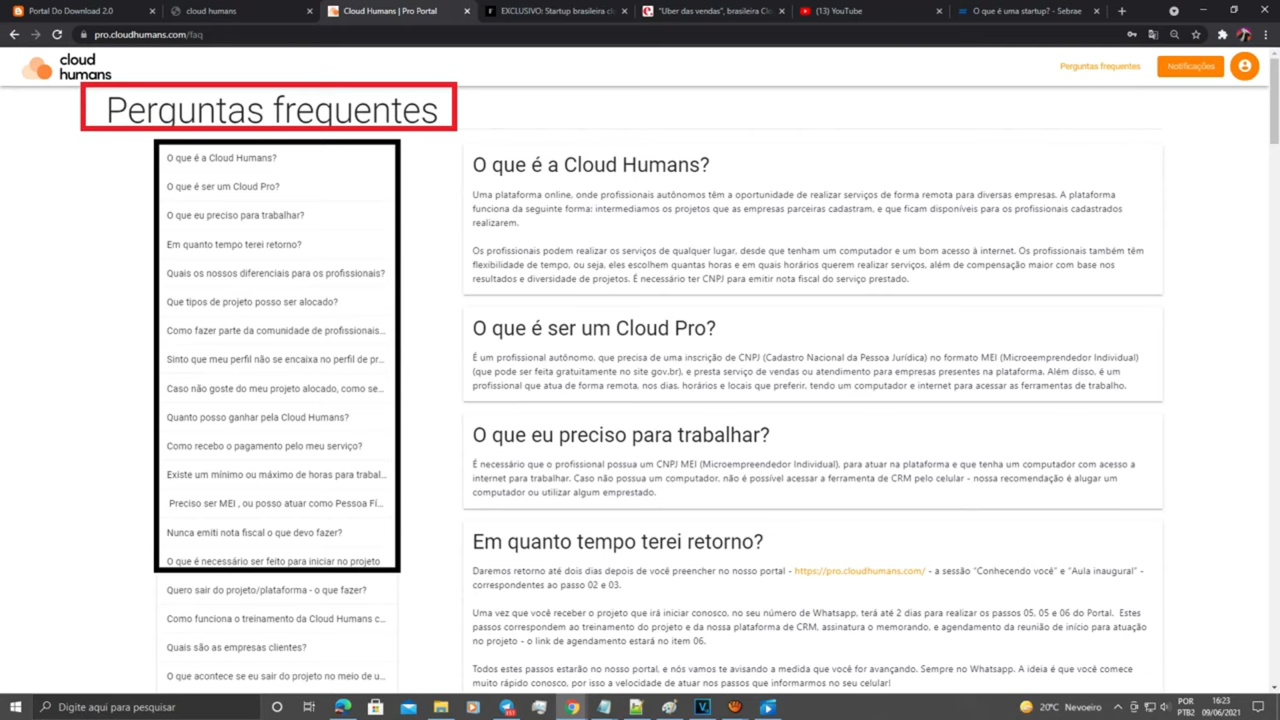 Portal Do Download 2.0
cloud humans
Cloud Humans | Pro Portal
EXCLUSIVO: Startup brasileira cl
"Uber das vendas", brasileira Clo
(13) YouTube
O que é uma startup? - Sebrae
pro.cloudhumans.com/faq
cloud
humans
Perguntas frequentes
Notificações
Perguntas frequentes
O que é a Cloud Humans?
O que é ser um Cloud Pro?
O que eu preciso para trabalhar?
Em quanto tempo terei retorno?
Quais os nossos diferenciais para os profissionais?
Que tipos de projeto posso ser alocado?
Como fazer parte da comunidade de profissionais...
Sinto que meu perfil não se encaixa no perfil de pr...
Caso não goste do meu projeto alocado, como se...
Quanto posso ganhar pela Cloud Humans?
Como recebo o pagamento pelo meu serviço?
Existe um mínimo ou máximo de horas para trabal...
Preciso ser MEI , ou posso atuar como Pessoa Fí...
Nunca emiti nota fiscal o que devo fazer?
O que é necessário ser feito para iniciar no projeto
Quero sair do projeto/plataforma - o que fazer?
Como funciona o treinamento da Cloud Humans c...
Quais são as empresas clientes?
O que acontece se eu sair do projeto no meio de u...
O que é a Cloud Humans?
Uma plataforma online, onde profissionais autônomos têm a oportunidade de realizar serviços de forma remota para diversas empresas. A plataforma
funciona da seguinte forma: intermediamos os projetos que as empresas parceiras cadastram, e que ficam disponíveis para os profissionais cadastrados
realizarem.
Os profissionais podem realizar os serviços de qualquer lugar, desde que tenham um computador e um bom acesso à internet. Os profissionais também têm
flexibilidade de tempo, ou seja, eles escolhem quantas horas e em quais horários querem realizar serviços, além de compensação maior com base nos
resultados e diversidade de projetos. É necessário ter CNPJ para emitir nota fiscal do serviço prestado.
O que é ser um Cloud Pro?
É um profissional autônomo, que precisa de uma inscrição de CNPJ (Cadastro Nacional da Pessoa Jurídica) no formato MEI (Microeemprendedor Individual)
(que pode ser feita gratuitamente no site gov.br), e presta serviço de vendas ou atendimento para empresas presentes na plataforma. Além disso, é um
profissional que atua de forma remota, nos dias, horários e locais que preferir, tendo um computador e internet para acessar as ferramentas de trabalho.
O que eu preciso para trabalhar?
É necessário que o profissional possua um CNPJ MEI (Microempreendedor Individual), para atuar na plataforma e que tenha um computador com acesso a
internet para trabalhar. Caso não possua um computador, não é possível acessar a ferramenta de CRM pelo celular - nossa recomendação é alugar um
computador ou utilizar algum emprestado.
Em quanto tempo terei retorno?
Daremos retorno até dois dias depois de você preencher no nosso portal - https://pro.cloudhumans.com/ - a sessão "Conhecendo você" e "Aula inaugural" -
correspondentes ao passo 02 e 03.
Uma vez que você receber o projeto que irá iniciar conosco, no seu número de Whatsapp, terá até 2 dias para realizar os passos 05, 05 e 06 do Portal. Estes
passos correspondem ao treinamento do projeto e da nossa plataforma de CRM, assinatura o memorando, e agendamento da reunião de início para atuação
no projeto - o link de agendamento estará no item 06.
Todos estes passos estarão no nosso portal, e nós vamos te avisando a medida que você for avançando. Sempre no Whatsapp. A ideia é que você comece
muito rápido conosco, por isso a velocidade de atuar nos passos que informarmos no seu celular!
Digite aqui para pesquisar
20°C Nevoeiro
POR
PTB2
16:23
09/06/2021